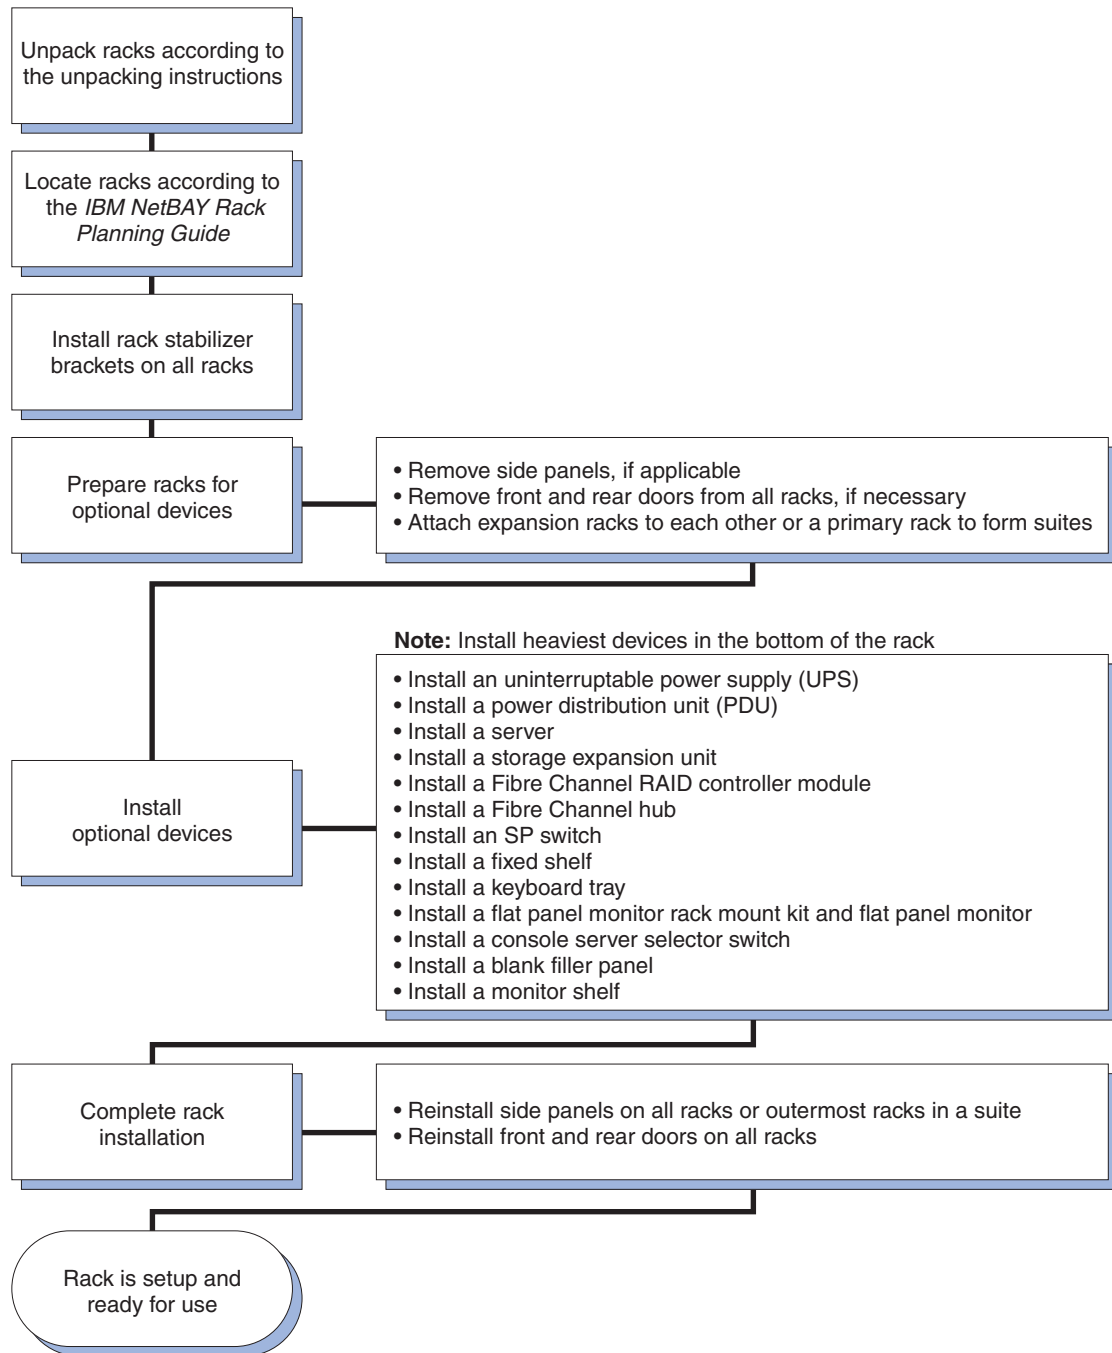 Unpack racks according to
the unpacking instructions
Locate racks according to
the IBM NetBAY Rack
Planning Guide
Install rack stabilizer
brackets on all racks
Prepare racks for
optional devices
• Remove side panels, if applicable
• Remove front and rear doors from all racks, if necessary
• Attach expansion racks to each other or a primary rack to form suites
Note: Install heaviest devices in the bottom of the rack
Install
optional devices
• Install an uninterruptable power supply (UPS)
• Install a power distribution unit (PDU)
• Install a server
• Install a storage expansion unit
• Install a Fibre Channel RAID controller module
• Install a Fibre Channel hub
• Install an SP switch
• Install a fixed shelf
• Install a keyboard tray
• Install a flat panel monitor rack mount kit and flat panel monitor
• Install a console server selector switch
• Install a blank filler panel
• Install a monitor shelf
Complete rack
installation
• Reinstall side panels on all racks or outermost racks in a suite
• Reinstall front and rear doors on all racks
Rack is setup and
ready for use